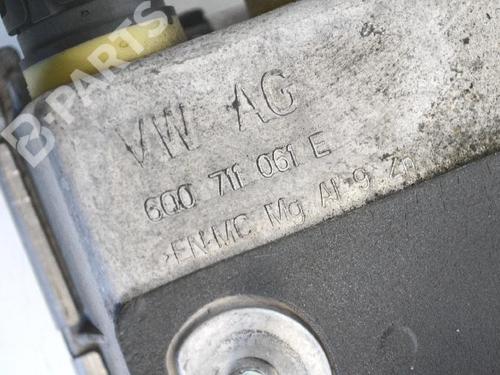 VW AG
6Q0 711 061 E
>EN-MC Mg Al 9 Zn
B-PARTS